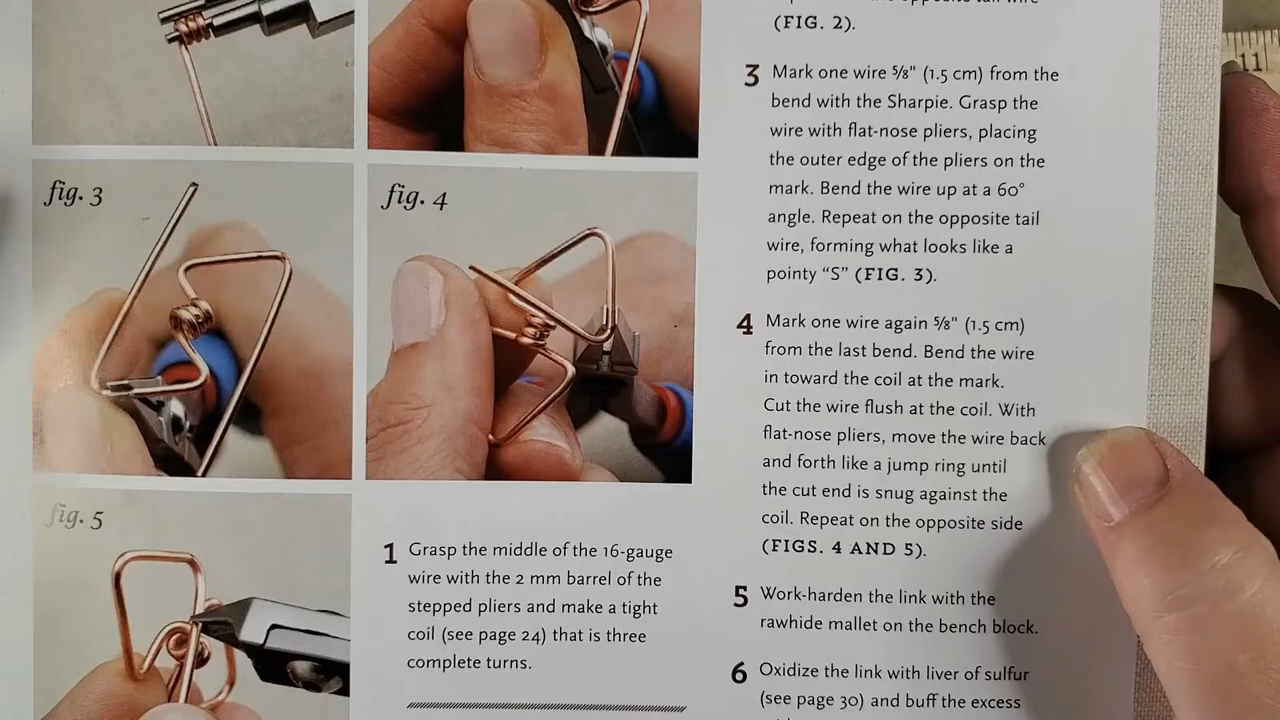 fig. 3
fig. 4
fig. 5
1 Grasp the middle of the 16-gauge
wire with the 2 mm barrel of the
stepped pliers and make a tight
coil (see page 24) that is three
complete turns.
(FIG. 2).
3 Mark one wire 5/8" (1.5 cm) from the
bend with the Sharpie. Grasp the
wire with flat-nose pliers, placing
the outer edge of the pliers on the
mark. Bend the wire up at a 60°
angle. Repeat on the opposite tail
wire, forming what looks like a
pointy “S” (FIG. 3).
4 Mark one wire again 5/8" (1.5 cm)
from the last bend. Bend the wire
in toward the coil at the mark.
Cut the wire flush at the coil. With
flat-nose pliers, move the wire back
and forth like a jump ring until
the cut end is snug against the
coil. Repeat on the opposite side
(FIGS. 4 AND 5).
5 Work-harden the link with the
rawhide mallet on the bench block.
6 Oxidize the link with liver of sulfur
(see page 30) and buff the excess
11